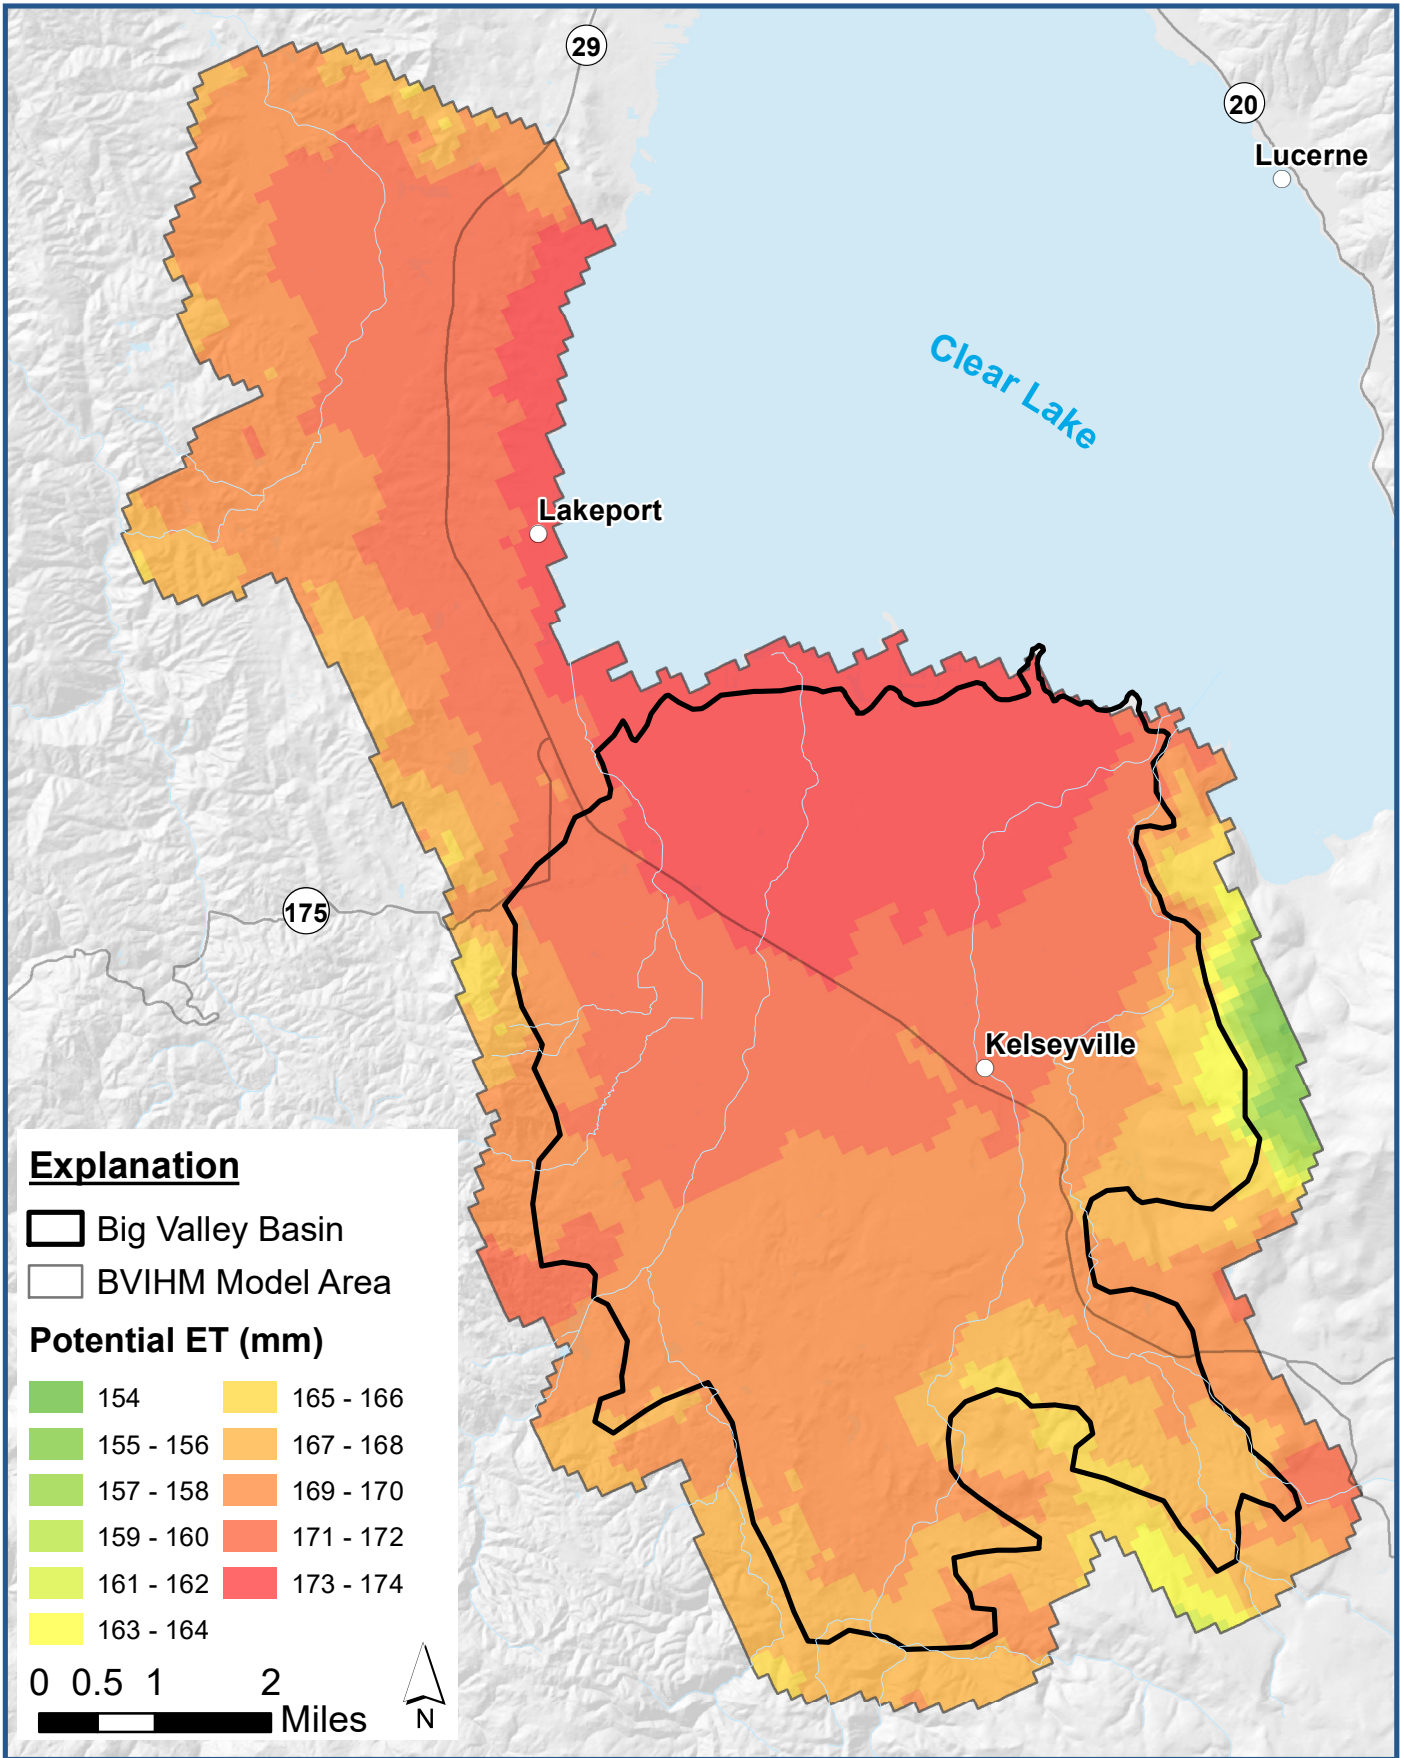 29
20
Lucerne
Clear Lake
Lakeport
175
Kelseyville
Explanation
Big Valley Basin
BVIHM Model Area
Potential ET (mm)
154
155 - 156
157 - 158
159 - 160
161 - 162
163 - 164
165 - 166
167 - 168
169 - 170
171 - 172
173 - 174
0 0.5 1 2
Miles
N